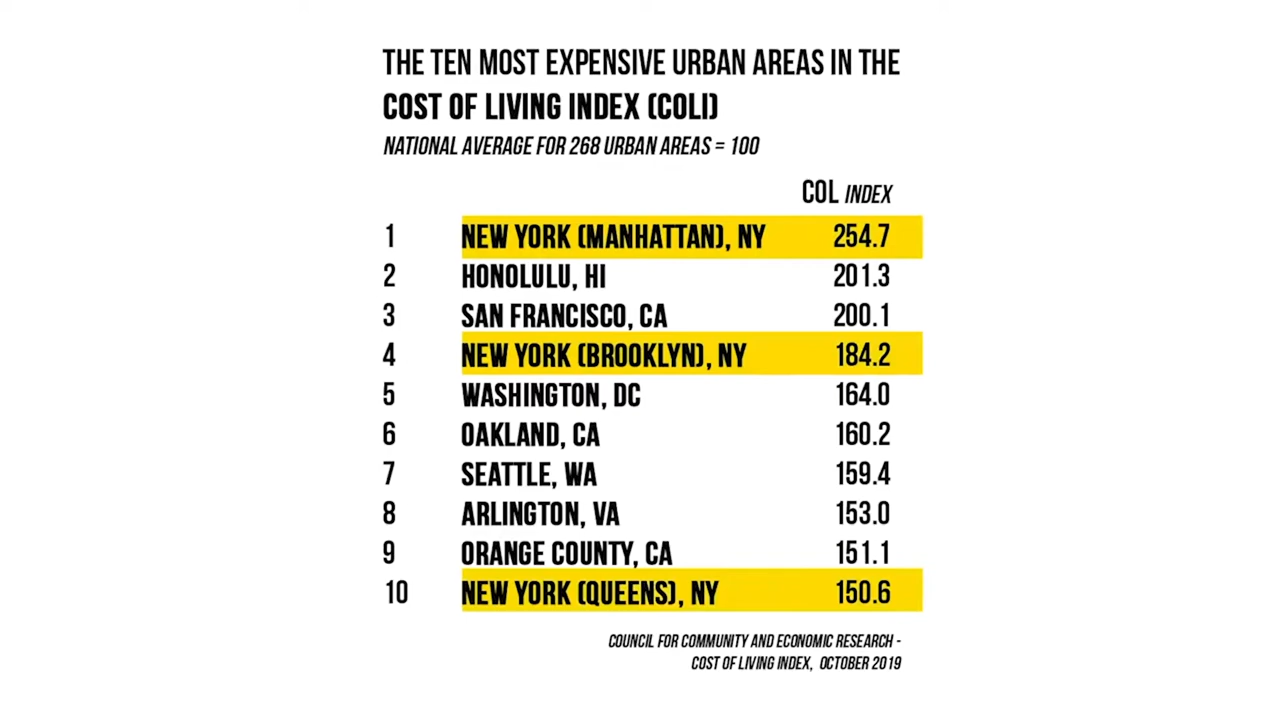 THE TEN MOST EXPENSIVE URBAN AREAS IN THE
COST OF LIVING INDEX (COLI)
NATIONAL AVERAGE FOR 268 URBAN AREAS = 100
COL INDEX
1 NEW YORK (MANHATTAN), NY 254.7
2 HONOLULU, HI 201.3
3 SAN FRANCISCO, CA 200.1
4 NEW YORK (BROOKLYN), NY 184.2
5 WASHINGTON, DC 164.0
6 OAKLAND, CA 160.2
7 SEATTLE, WA 159.4
8 ARLINGTON, VA 153.0
9 ORANGE COUNTY, CA 151.1
10 NEW YORK (QUEENS), NY 150.6
COUNCIL FOR COMMUNITY AND ECONOMIC RESEARCH -
COST OF LIVING INDEX, OCTOBER 2019